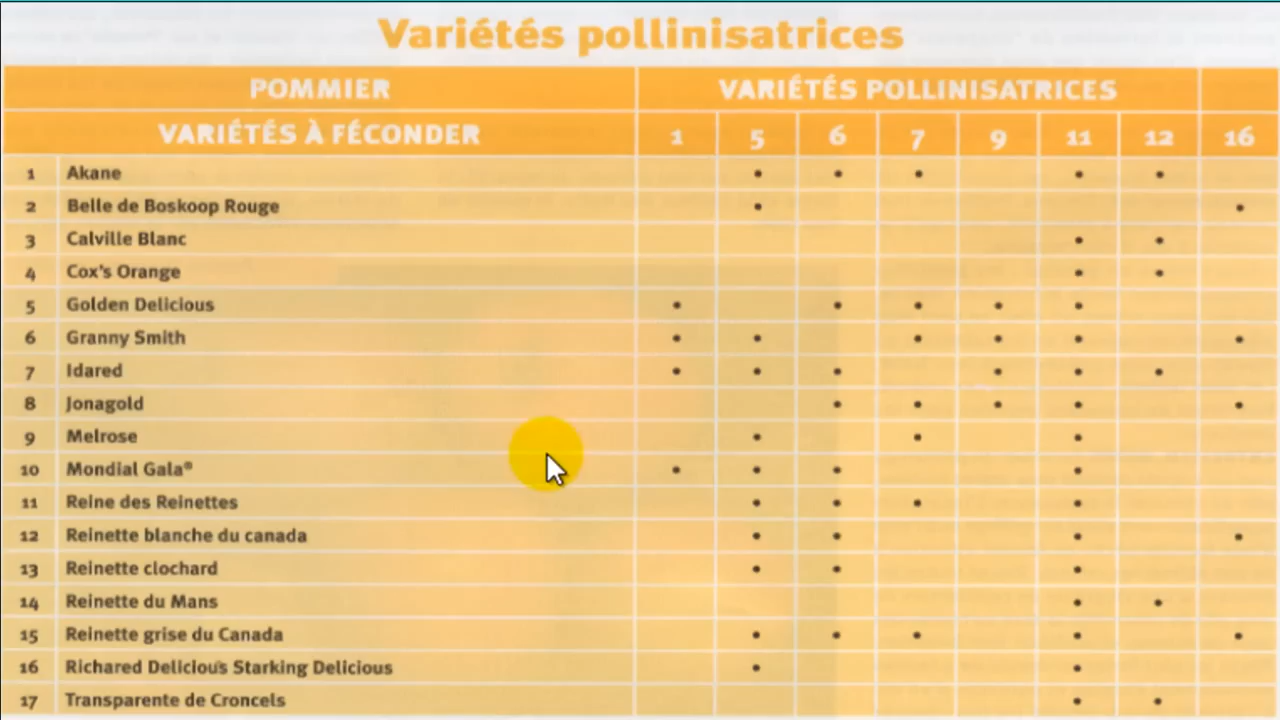 Variétés pollinisatrices
POMMIER VARIÉTÉS POLLINISATRICES
VARIÉTÉS À FÉCONDER 1 5 6 7 9 11 12 16
1 Akane • • • • •
2 Belle de Boskoop Rouge • •
3 Calville Blanc • •
4 Cox's Orange • •
5 Golden Delicious • • • • •
6 Granny Smith • • • • • •
7 Idared • • • • • •
8 Jonagold • • • • •
9 Melrose • • •
10 Mondial Gala® • • • •
11 Reine des Reinettes • • • •
12 Reinette blanche du canada • • • •
13 Reinette clochard • • •
14 Reinette du Mans • •
15 Reinette grise du Canada • • • • •
16 Richared Delicious Starking Delicious • •
17 Transparente de Croncels • •